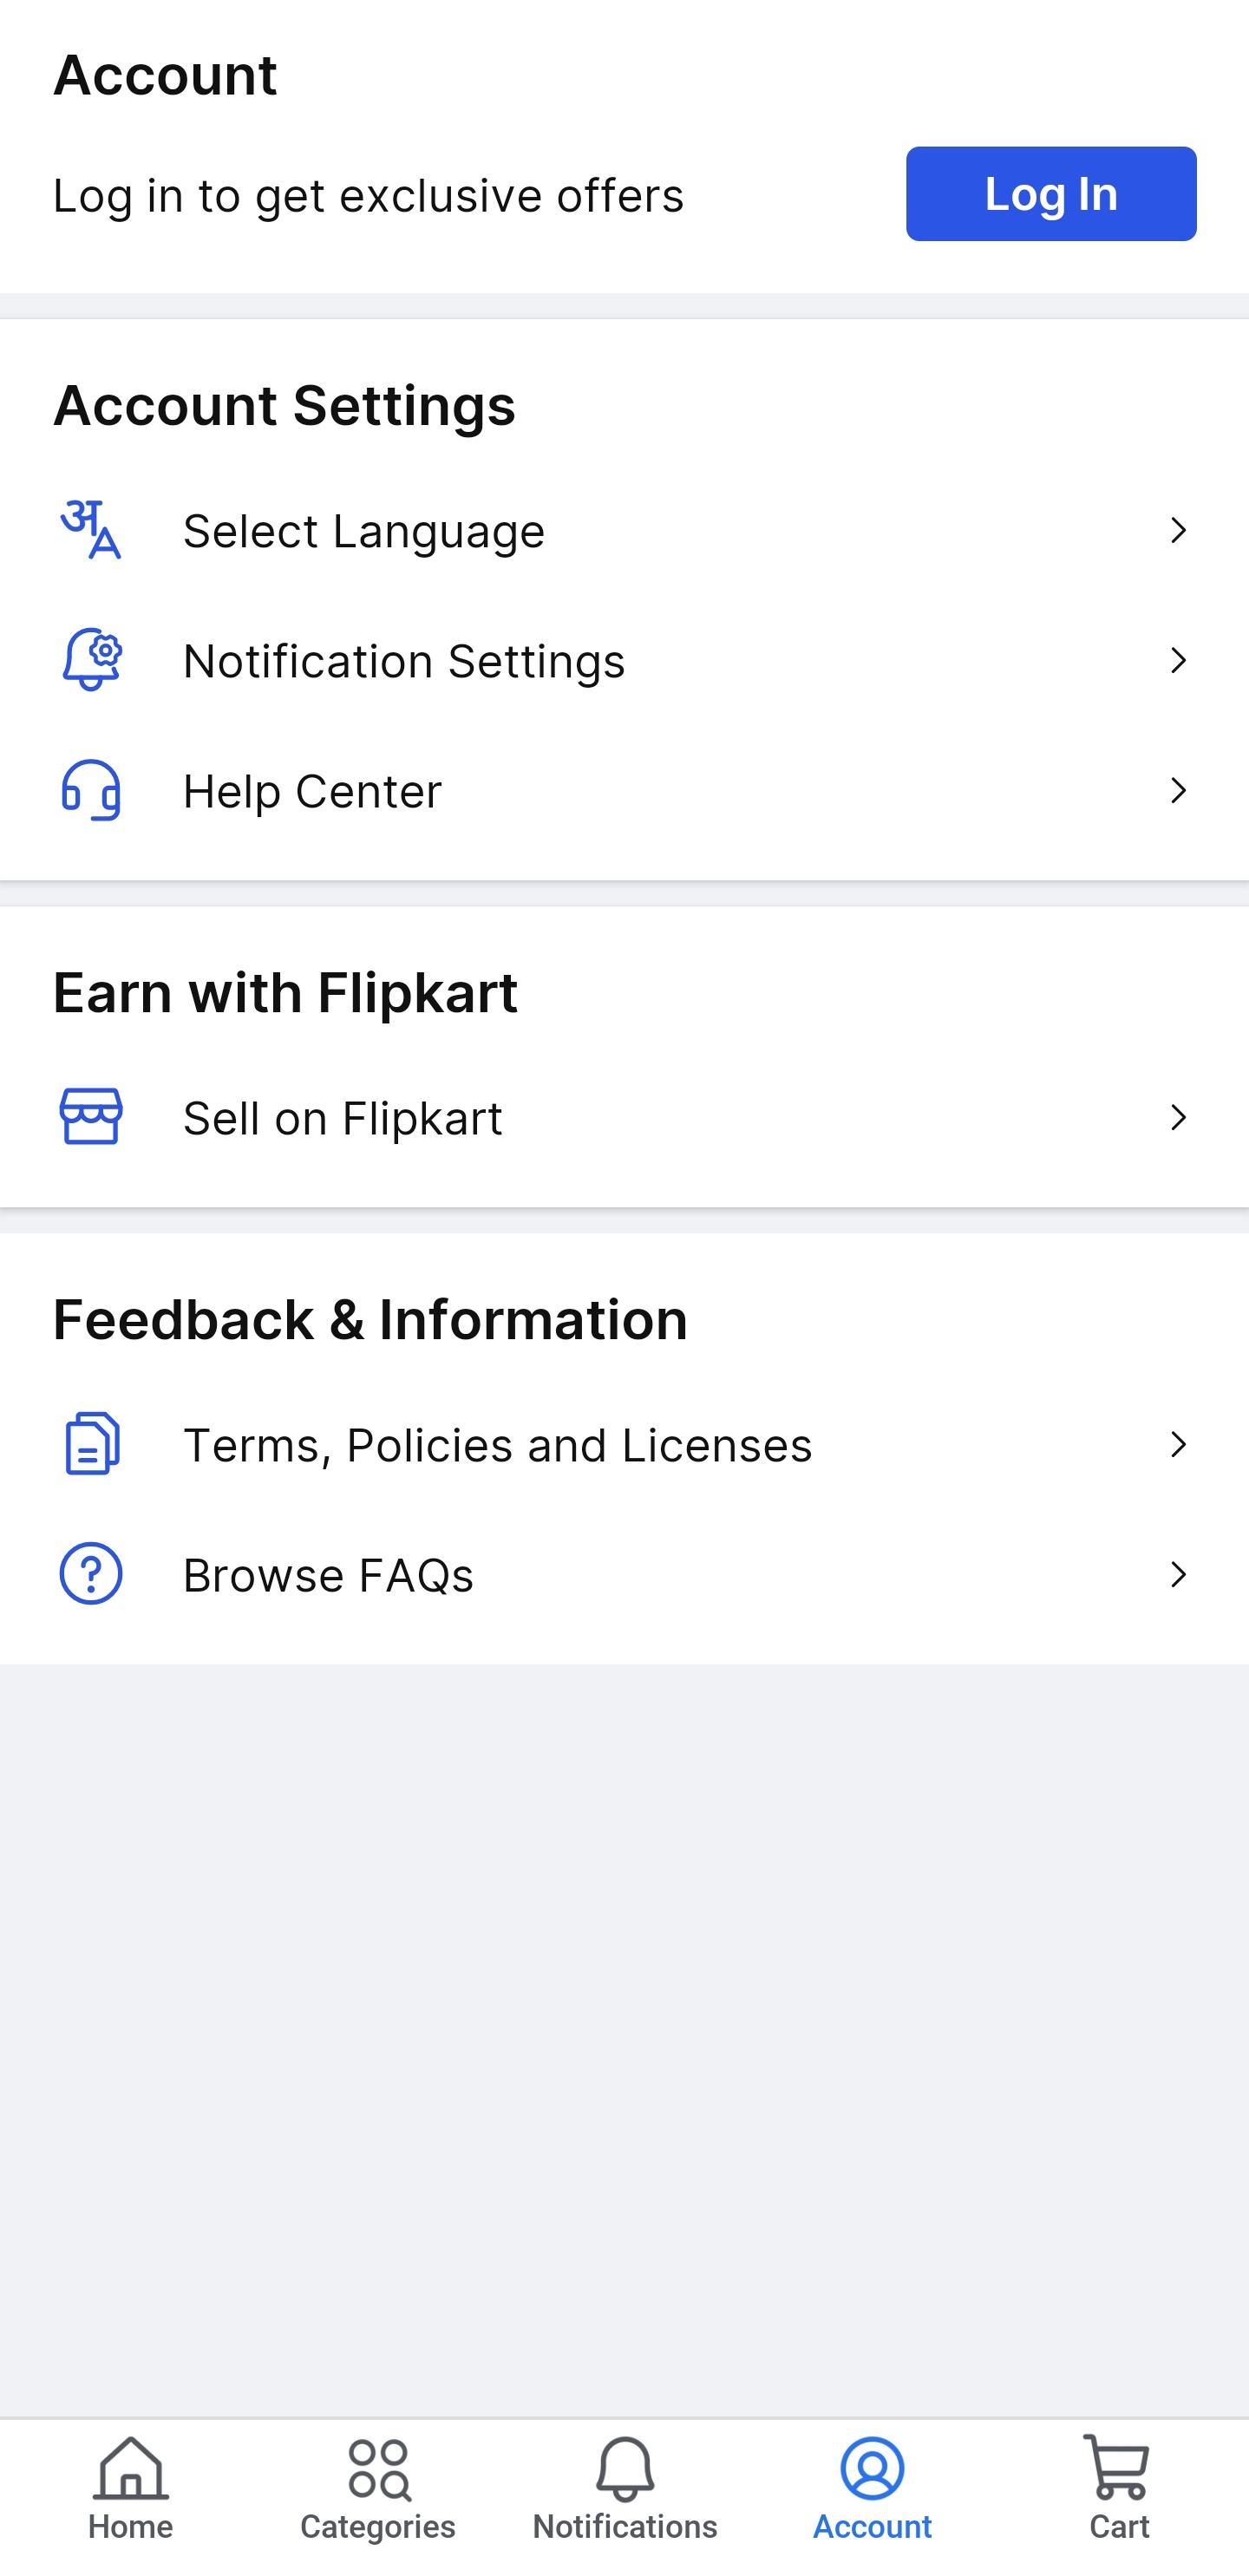 Account
Log in to get exclusive offers
Log In
Account Settings
Select Language
Notification Settings
Help Center
Earn with Flipkart
Sell on Flipkart
Feedback & Information
Terms, Policies and Licenses
Browse FAQs
Home
Categories
Notifications
Account
Cart